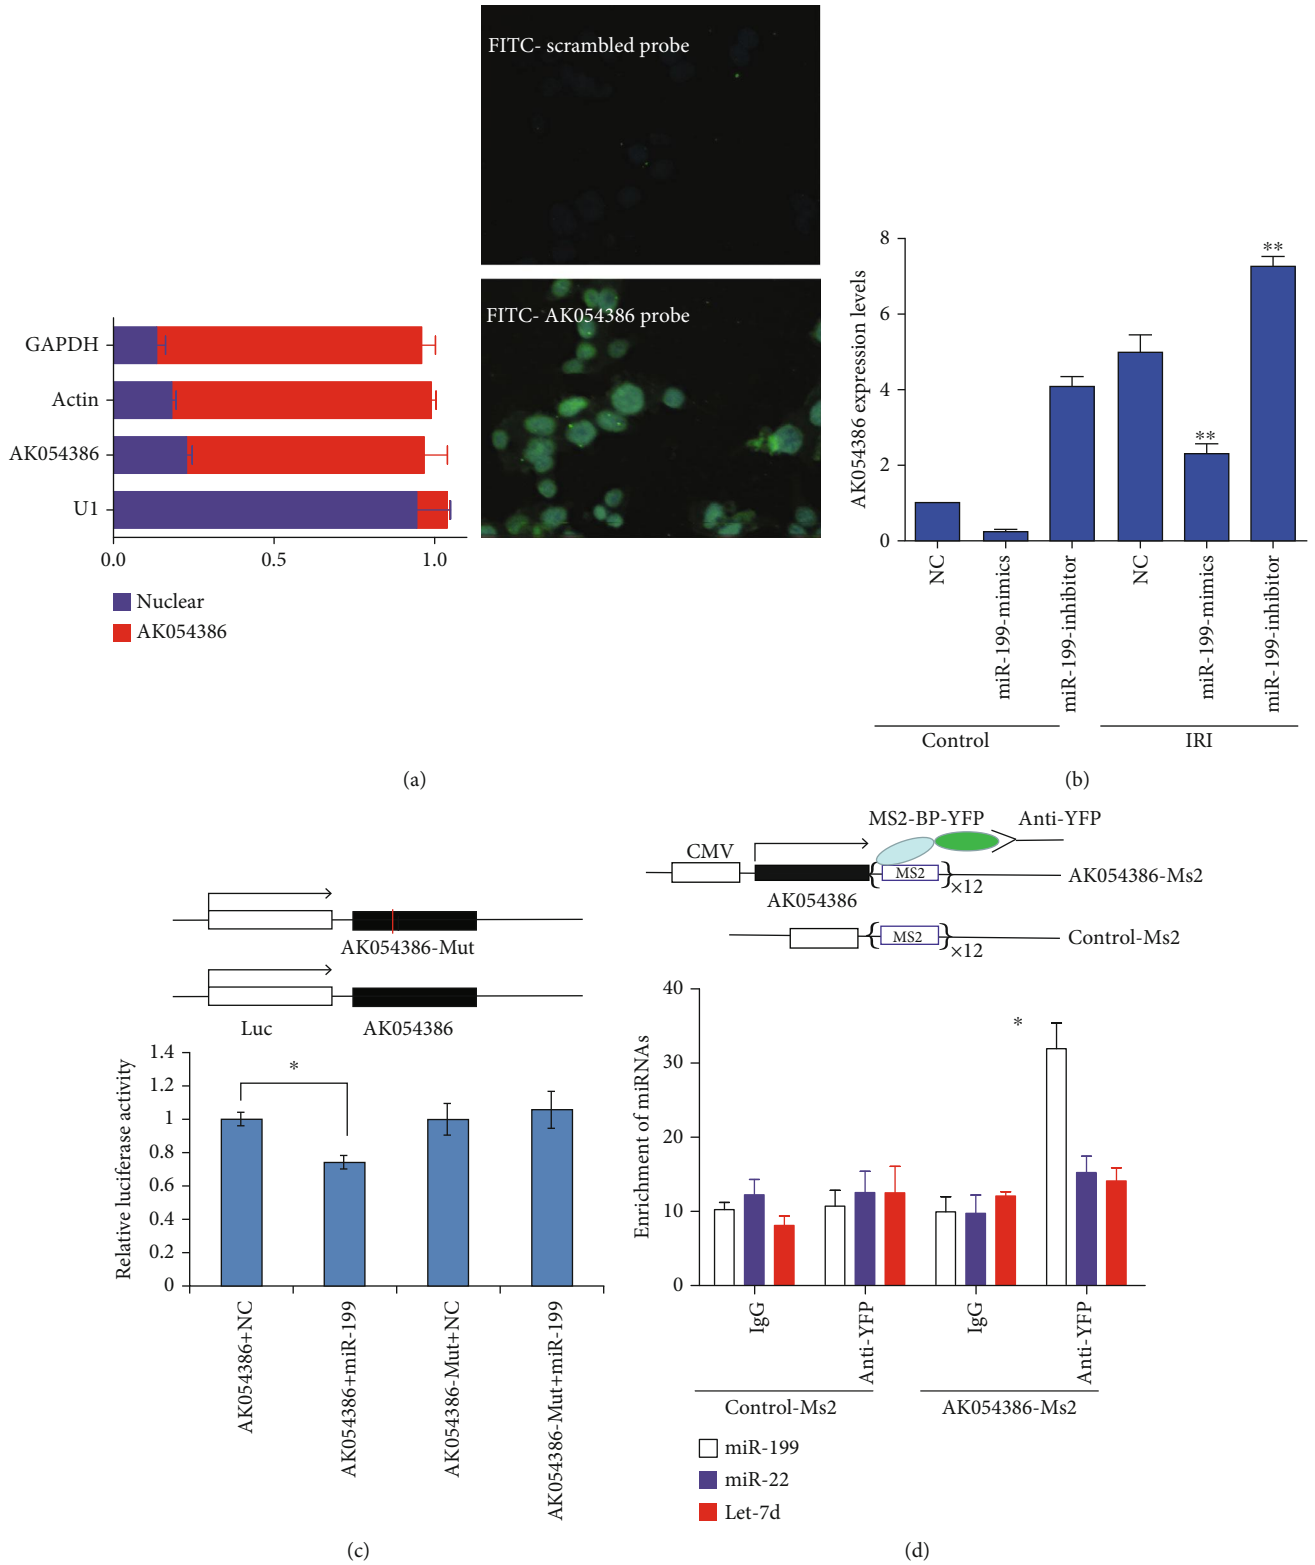 FITC- scrambled probe
FITC- AK054386 probe
GAPDH
Actin
AK054386
U1
0.0
0.5
1.0
Nuclear
AK054386
(a)
AK054386 expression levels
8
6
4
2
0
**
**
NC
miR-199-mimics
miR-199-inhibitor
NC
miR-199-mimics
miR-199-inhibitor
Control
IRI
(b)
AK054386-Mut
Luc
AK054386
Relative luciferase activity
1.4
1.2
1
0.8
0.6
0.4
0.2
0
*
AK054386+NC
AK054386+miR-199
AK054386-Mut+NC
AK054386-Mut+miR-199
(c)
MS2-BP-YFP
Anti-YFP
CMV
{ MS2 } ×12
AK054386-Ms2
AK054386
{ MS2 } ×12
Control-Ms2
Enrichment of miRNAs
40
30
20
10
0
*
IgG
Anti-YFP
IgG
Anti-YFP
Control-Ms2
AK054386-Ms2
miR-199
miR-22
Let-7d
(d)